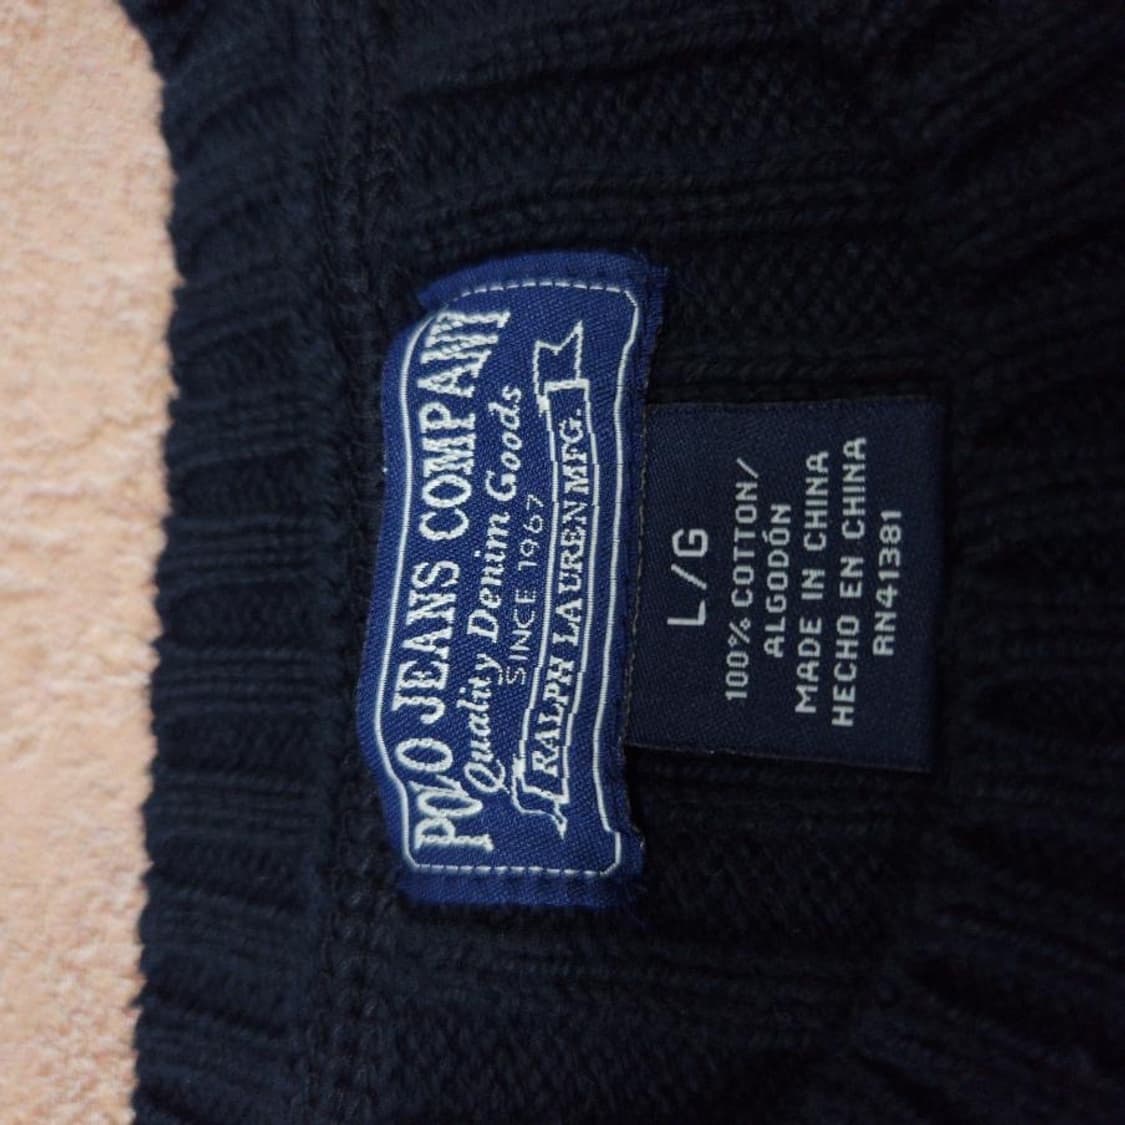 POLO JEANS COMPANY
Quality Denim Goods
SINCE 1967
RALPH LAUREN MFG.
L/G
100% COTTON/
ALGODÓN
MADE IN CHINA
HECHO EN CHINA
RN41381